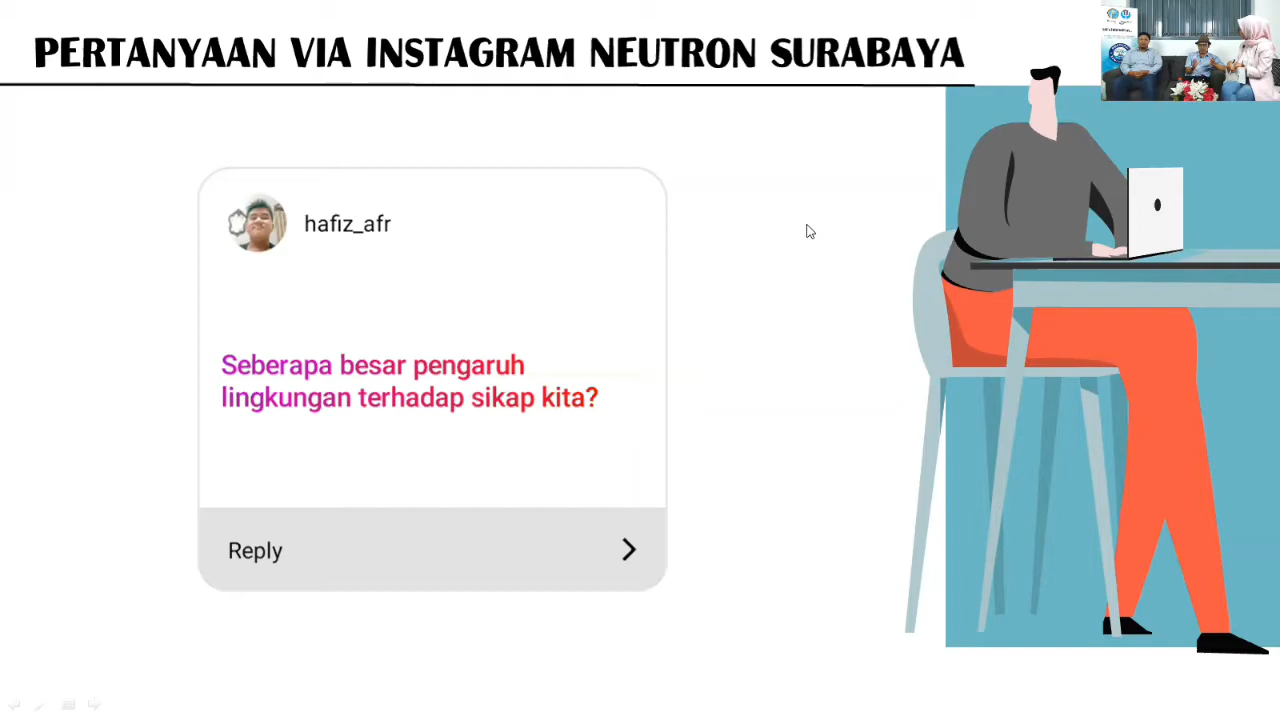 PERTANYAAN VIA INSTAGRAM NEUTRON SURABAYA
hafiz_afr
Seberapa besar pengaruh
lingkungan terhadap sikap kita?
Reply